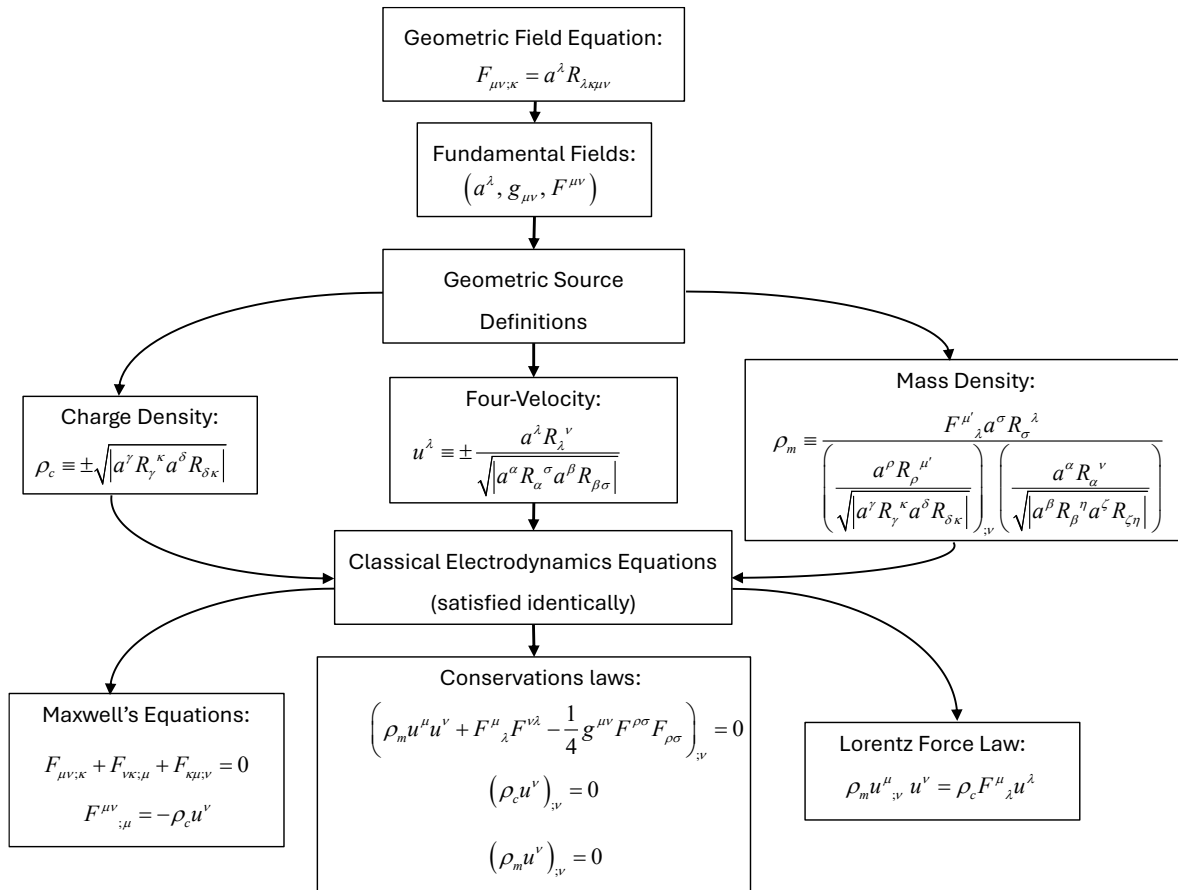 Geometric Field Equation:
F_{μν;κ} = a^λ R_{λκμν}
Fundamental Fields:
(a^λ, g_{μν}, F^{μν})
Geometric Source
Definitions
Charge Density:
ρ_c ≡ ±√|a^γ R_γ^κ a^δ R_{δκ}|
Four-Velocity:
u^λ ≡ ± a^λ R_λ^ν / √|a^α R_α^σ a^β R_{βσ}|
Mass Density:
ρ_m ≡ F^{μ'}_λ a^σ R_σ^λ / ((a^ρ R_ρ^{μ'} / √|a^γ R_γ^κ a^δ R_{δκ}|)_{;ν} (a^α R_α^ν / √|a^β R_β^η a^ζ R_{ζη}|))
Classical Electrodynamics Equations
(satisfied identically)
Maxwell’s Equations:
F_{μν;κ} + F_{νκ;μ} + F_{κμ;ν} = 0
F^{μν}_{;μ} = −ρ_c u^ν
Conservations laws:
(ρ_m u^μ u^ν + F^μ_λ F^{νλ} − 1/4 g^{μν} F^{ρσ} F_{ρσ})_{;ν} = 0
(ρ_c u^ν)_{;ν} = 0
(ρ_m u^ν)_{;ν} = 0
Lorentz Force Law:
ρ_m u^μ_{;ν} u^ν = ρ_c F^μ_λ u^λ